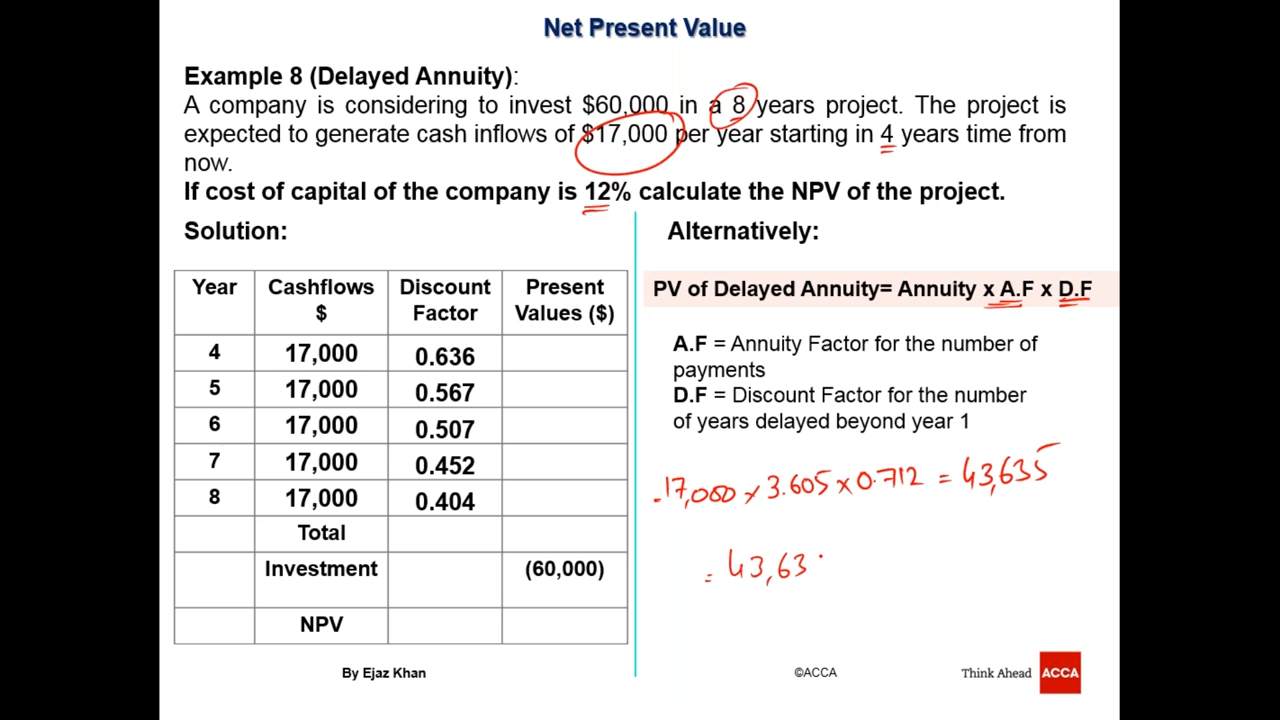 Net Present Value
Example 8 (Delayed Annuity):
A company is considering to invest $60,000 in a 8 years project. The project is
expected to generate cash inflows of $17,000 per year starting in 4 years time from
now.
If cost of capital of the company is 12% calculate the NPV of the project.
Solution:
Year Cashflows $ Discount Factor Present Values ($)
4 17,000 0.636
5 17,000 0.567
6 17,000 0.507
7 17,000 0.452
8 17,000 0.404
Total
Investment (60,000)
NPV
Alternatively:
PV of Delayed Annuity= Annuity x A.F x D.F
A.F = Annuity Factor for the number of
payments
D.F = Discount Factor for the number
of years delayed beyond year 1
17,000 x 3.605 x 0.712 = 43,635
= 43,63
By Ejaz Khan
©ACCA
Think Ahead ACCA